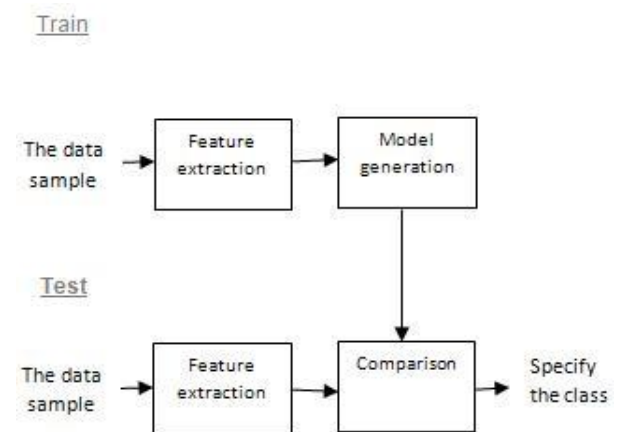 Train
The data
sample
Feature
extraction
Model
generation
Test
The data
sample
Feature
extraction
Comparison
Specify
the class